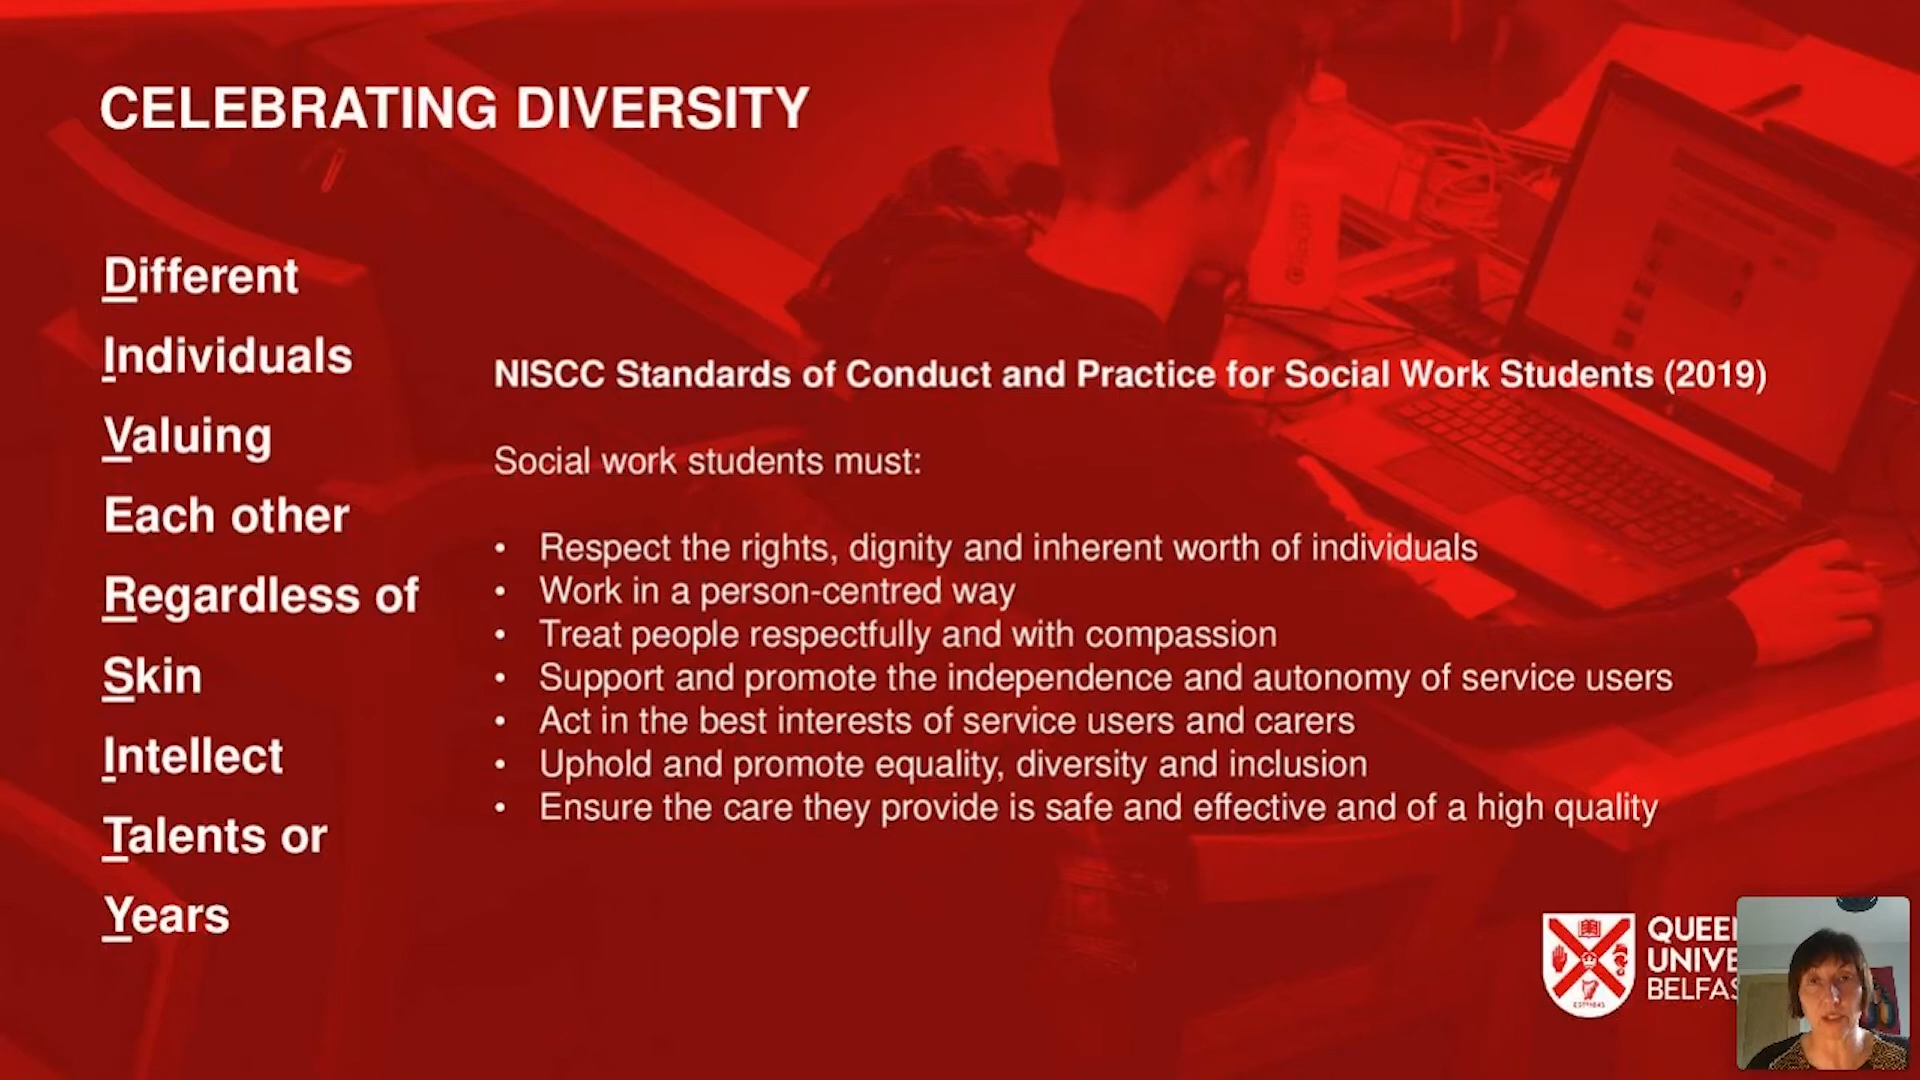 CELEBRATING DIVERSITY
Different
Individuals
Valuing
Each other
Regardless of
Skin
Intellect
Talents or
Years
NISCC Standards of Conduct and Practice for Social Work Students (2019)
Social work students must:
• Respect the rights, dignity and inherent worth of individuals
• Work in a person-centred way
• Treat people respectfully and with compassion
• Support and promote the independence and autonomy of service users
• Act in the best interests of service users and carers
• Uphold and promote equality, diversity and inclusion
• Ensure the care they provide is safe and effective and of a high quality